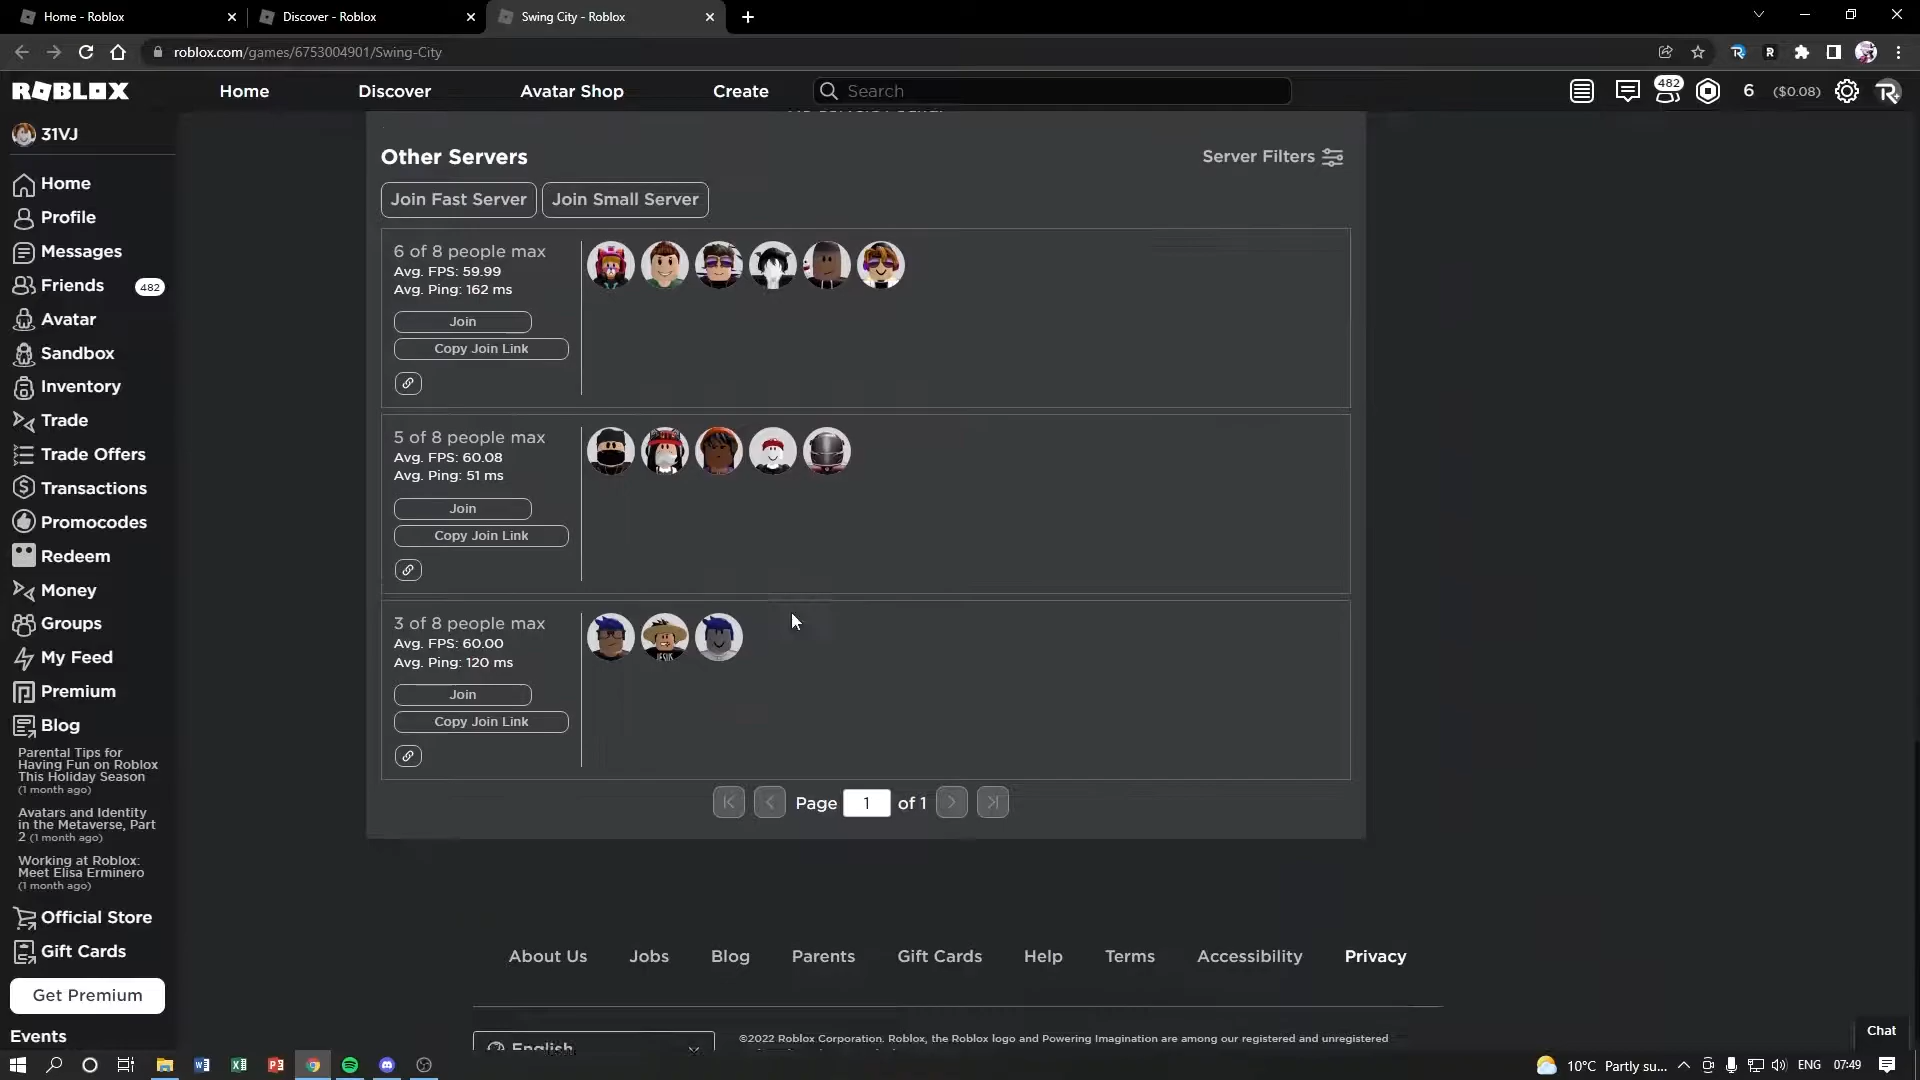 Home - Roblox
Discover - Roblox
Swing City - Roblox
roblox.com/games/6753004901/Swing-City
ROBLOX
Home
Discover
Avatar Shop
Create
Search
482
6
($0.08)
31VJ
Home
Profile
Messages
Friends 482
Avatar
Sandbox
Inventory
Trade
Trade Offers
Transactions
Promocodes
Redeem
Money
Groups
My Feed
Premium
Blog
Parental Tips for
Having Fun on Roblox
This Holiday Season
(1 month ago)
Avatars and Identity
in the Metaverse, Part
2 (1 month ago)
Working at Roblox:
Meet Elisa Erminero
(1 month ago)
Official Store
Gift Cards
Get Premium
Events
Other Servers
Server Filters
Join Fast Server
Join Small Server
6 of 8 people max
Avg. FPS: 59.99
Avg. Ping: 162 ms
Join
Copy Join Link
5 of 8 people max
Avg. FPS: 60.08
Avg. Ping: 51 ms
Join
Copy Join Link
3 of 8 people max
Avg. FPS: 60.00
Avg. Ping: 120 ms
Join
Copy Join Link
Page 1 of 1
About Us
Jobs
Blog
Parents
Gift Cards
Help
Terms
Accessibility
Privacy
English
©2022 Roblox Corporation. Roblox, the Roblox logo and Powering Imagination are among our registered and unregistered
Chat
10°C Partly su...
ENG
07:49